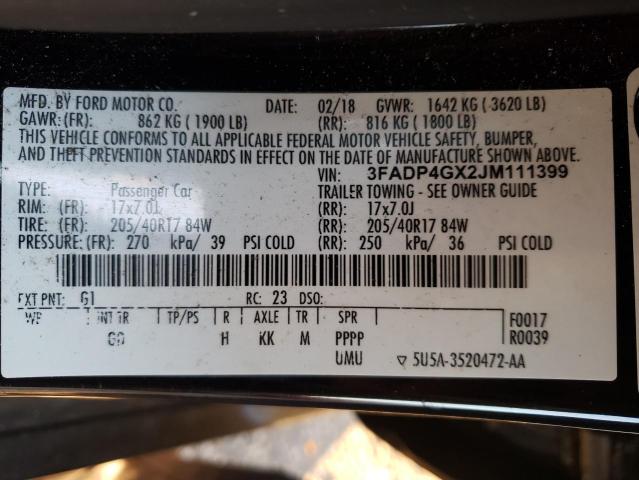 MFD. BY FORD MOTOR CO. DATE: 02/18 GVWR: 1642 KG ( 3620 LB)
GAWR: (FR): 862 KG ( 1900 LB) (RR): 816 KG ( 1800 LB)
THIS VEHICLE CONFORMS TO ALL APPLICABLE FEDERAL MOTOR VEHICLE SAFETY, BUMPER,
AND THEFT PREVENTION STANDARDS IN EFFECT ON THE DATE OF MANUFACTURE SHOWN ABOVE.
VIN: 3FADP4GX2JM111399
TYPE: Passenger Car TRAILER TOWING - SEE OWNER GUIDE
RIM: (FR): 17x7.0J (RR): 17x7.0J
TIRE: (FR): 205/40R17 84W (RR): 205/40R17 84W
PRESSURE: (FR): 270 kPa/ 39 PSI COLD (RR): 250 kPa/ 36 PSI COLD
EXT PNT: G1 RC: 23 DSO:
WB INT TR TP/PS R AXLE TR SPR F0017
H KK M PPPP R0039
UMU ▽ 5U5A-3520472-AA